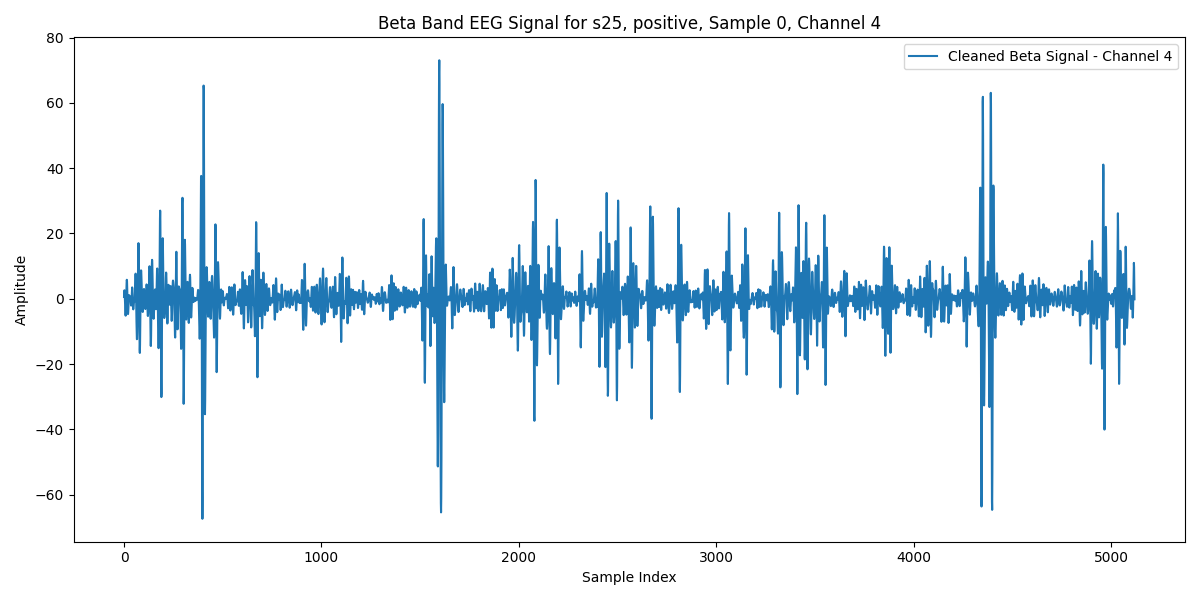 Beta Band EEG Signal for s25, positive, Sample 0, Channel 4
Cleaned Beta Signal - Channel 4
Amplitude
80
60
40
20
0
−20
−40
−60
0 1000 2000 3000 4000 5000
Sample Index